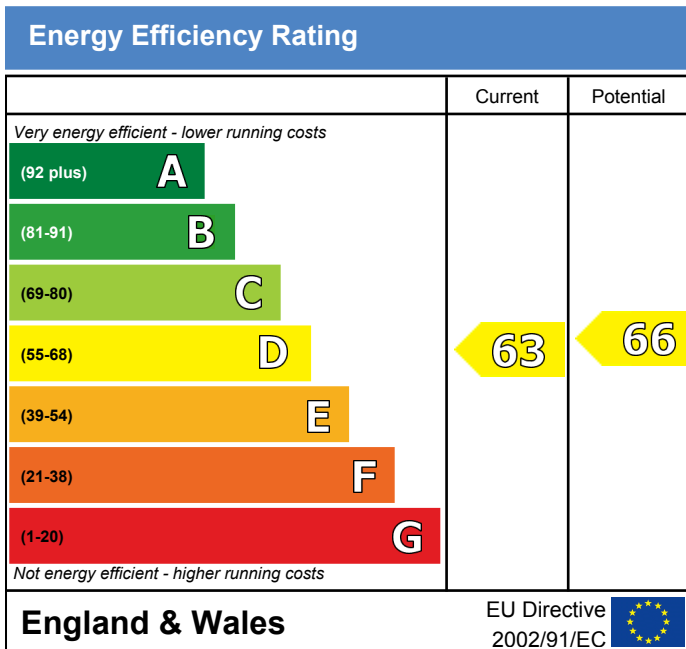 Energy Efficiency Rating
Current Potential
Very energy efficient - lower running costs
(92 plus) A
(81-91) B
(69-80) C
(55-68) D 63 66
(39-54) E
(21-38) F
(1-20) G
Not energy efficient - higher running costs
England & Wales
EU Directive
2002/91/EC